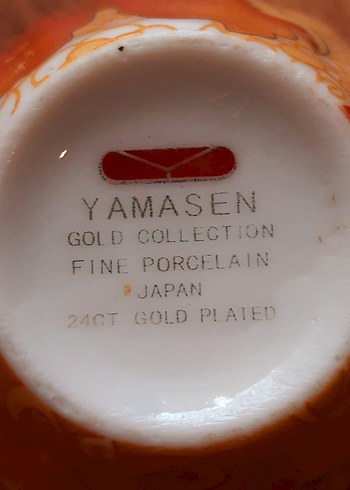 YAMASEN
GOLD COLLECTION
FINE PORCELAIN
JAPAN
24CT GOLD PLATED